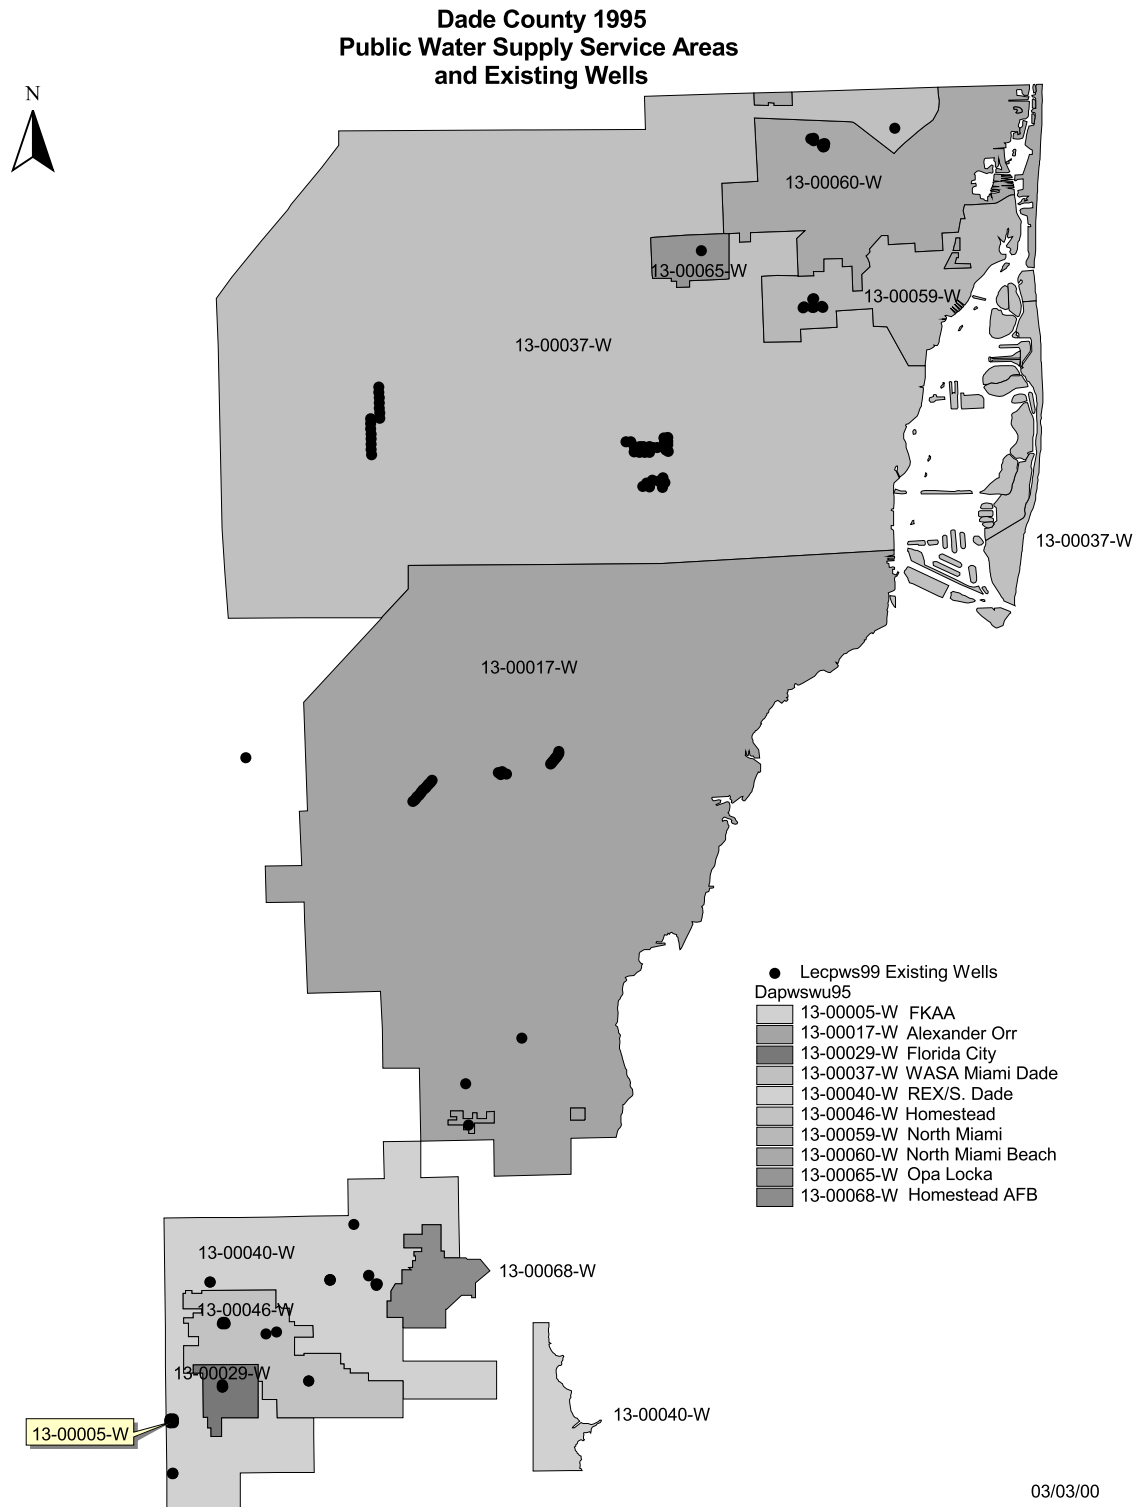 Dade County 1995
Public Water Supply Service Areas
and Existing Wells
N
13-00060-W
13-00065-W
13-00059-W
13-00037-W
13-00037-W
13-00017-W
Lecpws99 Existing Wells
Dapwswu95
13-00005-W FKAA
13-00017-W Alexander Orr
13-00029-W Florida City
13-00037-W WASA Miami Dade
13-00040-W REX/S. Dade
13-00046-W Homestead
13-00059-W North Miami
13-00060-W North Miami Beach
13-00065-W Opa Locka
13-00068-W Homestead AFB
13-00040-W
13-00068-W
13-00046-W
13-00029-W
13-00040-W
13-00005-W
03/03/00